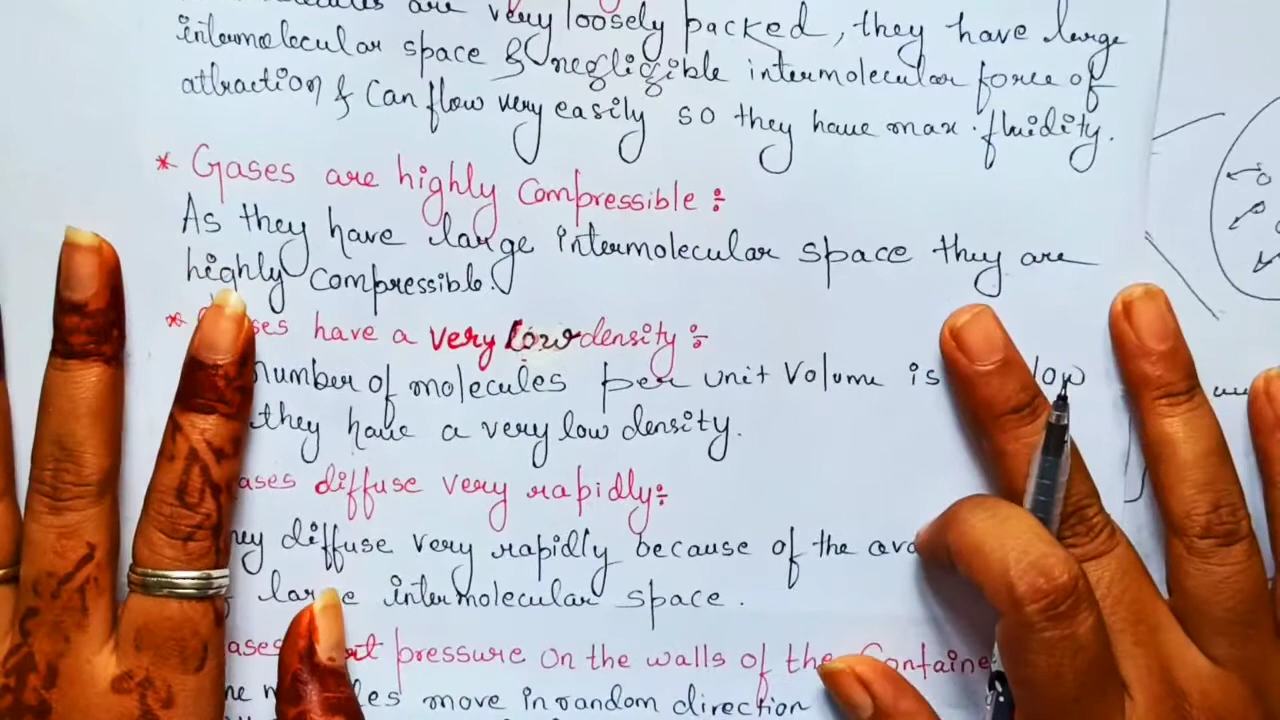 are very loosely packed, they have large
intermolecular space & negligible intermolecular force of
attraction & Can flow very easily so they have max. fluidity.
* Gases are highly Compressible :
As they have large intermolecular space they are
highly compressible.
* have a very low density :
number of molecules per unit Volume is low
they have a very low density.
diffuse very rapidly :
diffuse very rapidly because of the
intermolecular space.
pressure on the walls of the
move in random direction